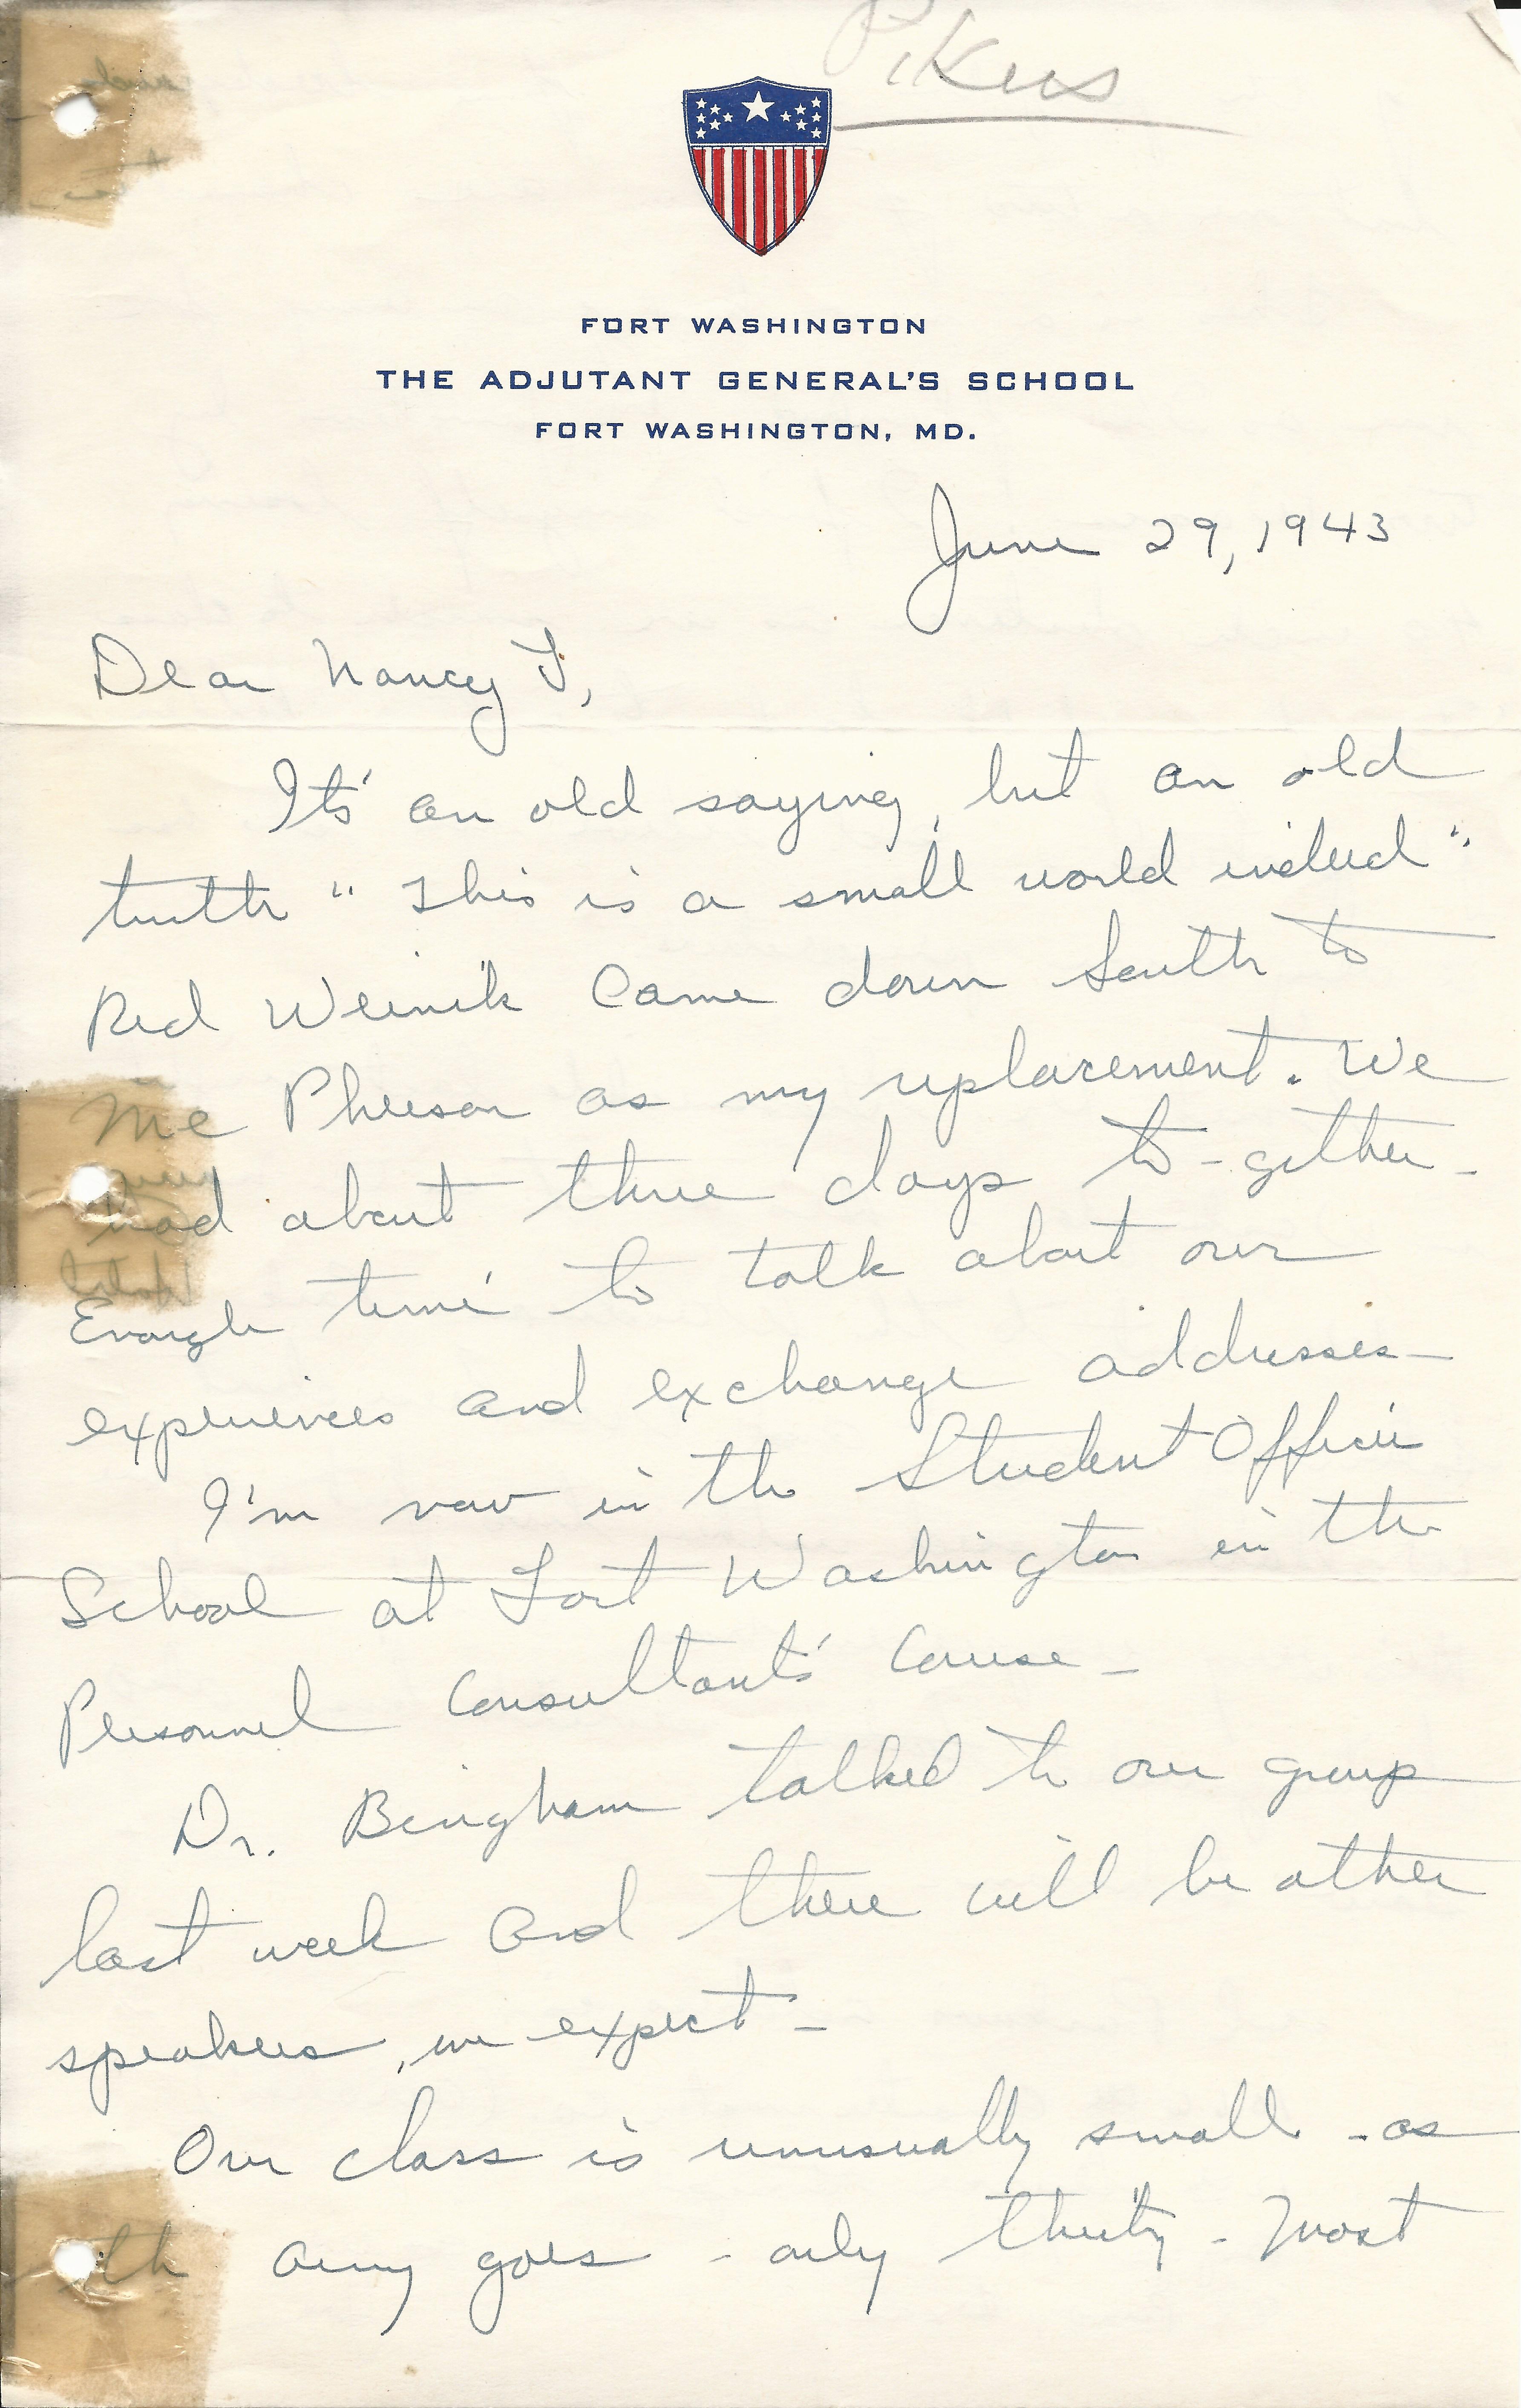 Pikus
FORT WASHINGTON
THE ADJUTANT GENERAL'S SCHOOL
FORT WASHINGTON, MD.
June 29, 1943
Dear Nancy T,
It's an old saying, but an old
truth "This is a small world indeed".
Red Weinik came down South to
Mc Pherson as my replacement. We
had about three days to-gether -
Enough time to talk about our
experiences and exchange addresses -
I'm now in the Student Officer
School at Fort Washington in the
Personnel Consultants' Course -
Dr. Bingham talked to our group
last week and there will be other
speakers, we expect -
Our class is unusually small - as
th army goes - only thirty - Most